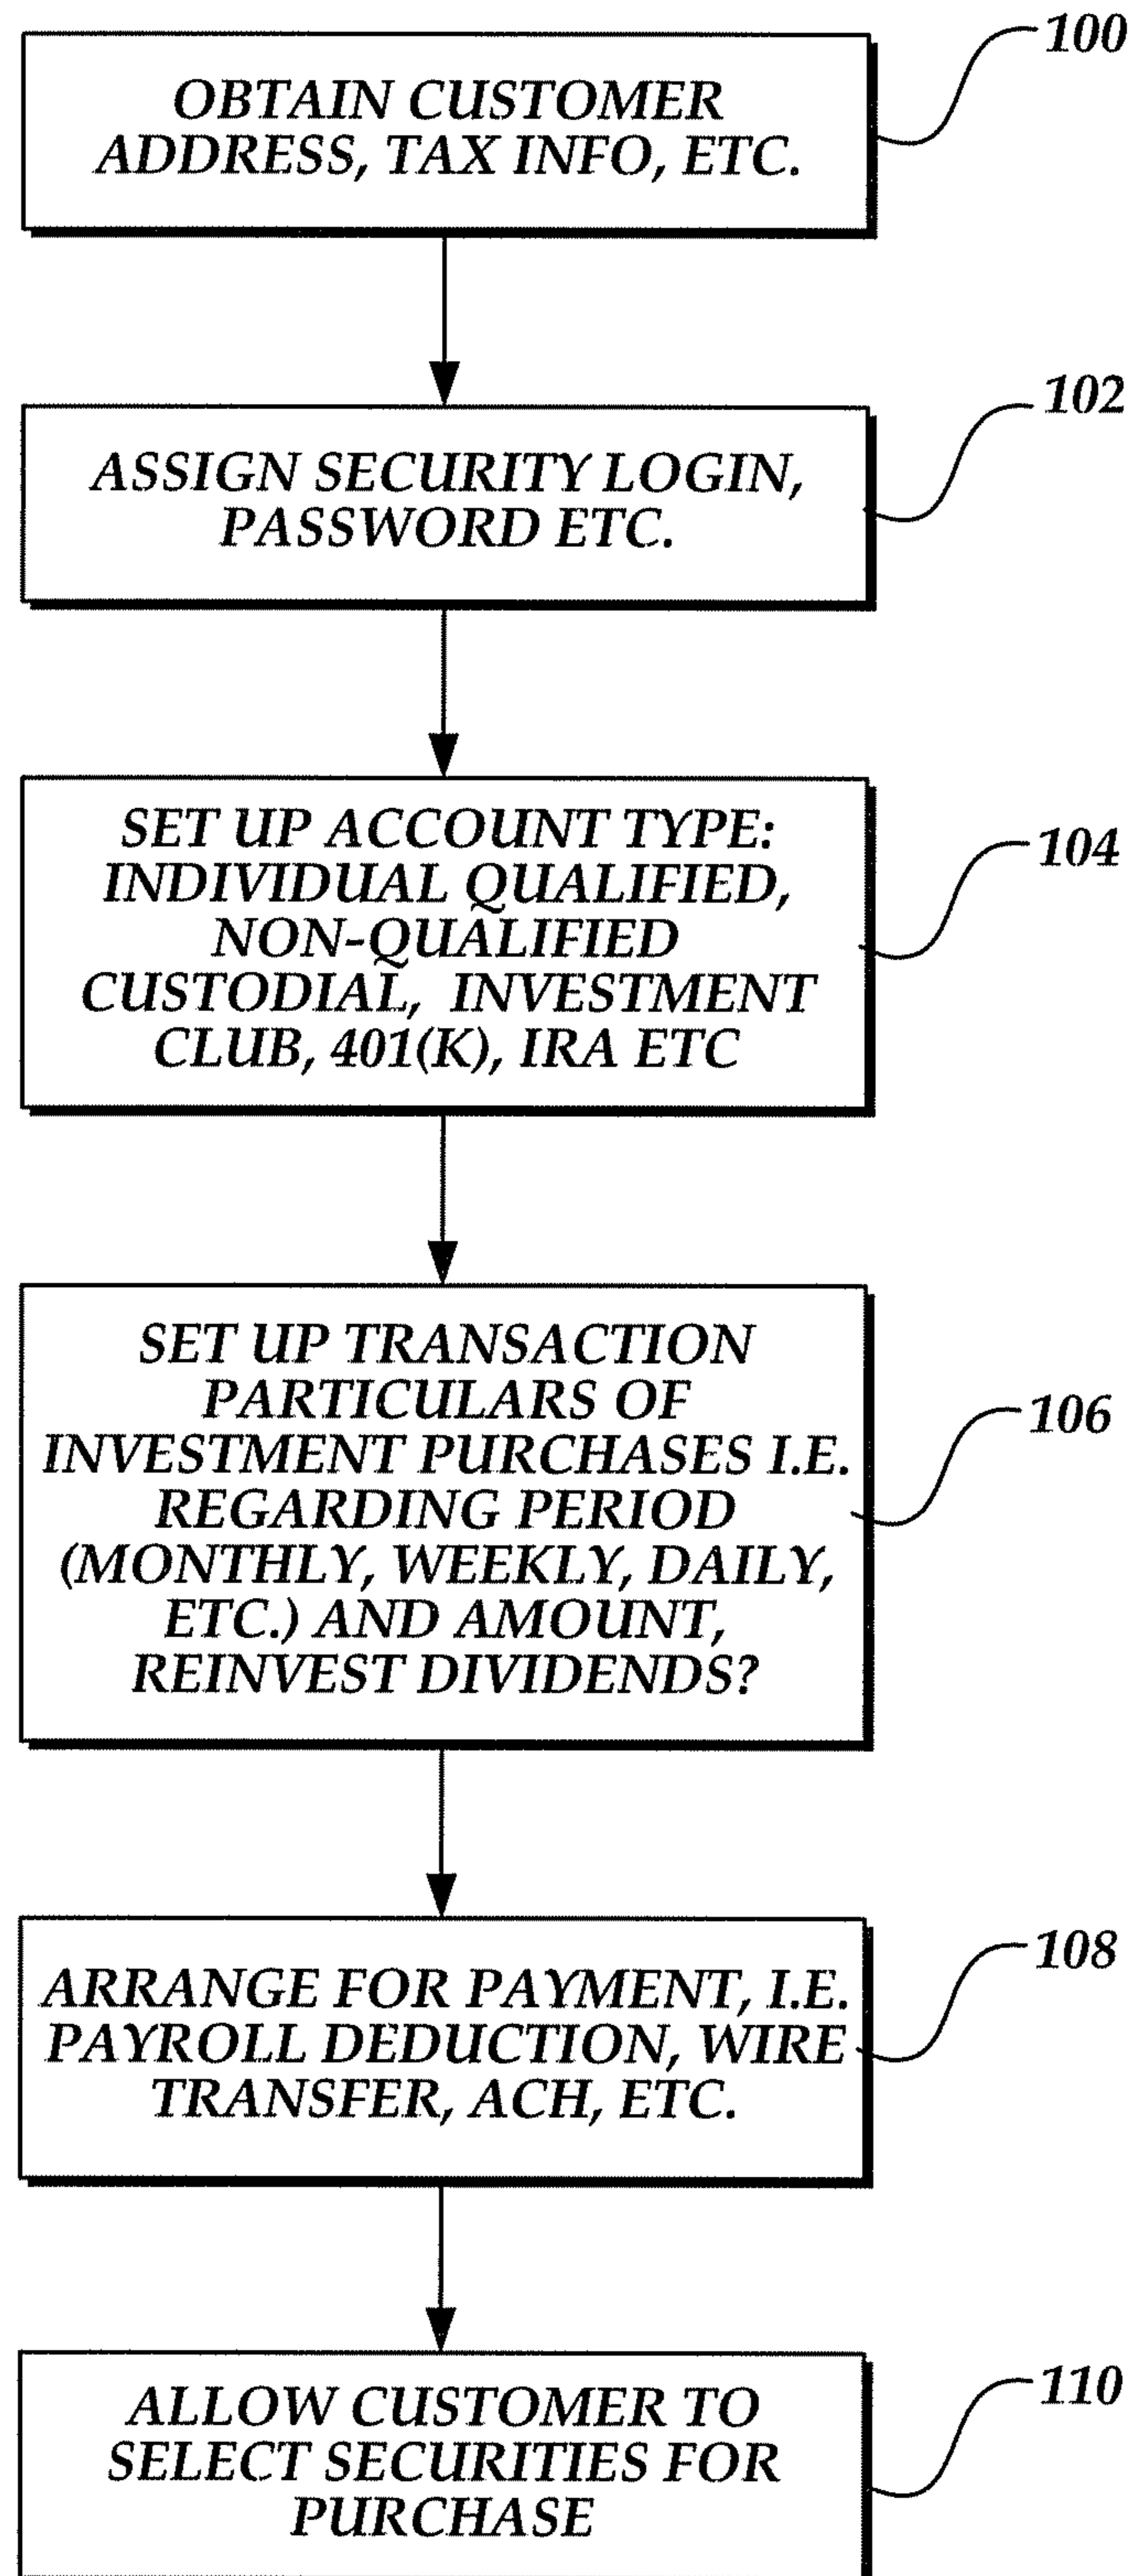 100
OBTAIN CUSTOMER
ADDRESS, TAX INFO, ETC.
102
ASSIGN SECURITY LOGIN,
PASSWORD ETC.
104
SET UP ACCOUNT TYPE:
INDIVIDUAL QUALIFIED,
NON-QUALIFIED
CUSTODIAL, INVESTMENT
CLUB, 401(K), IRA ETC
106
SET UP TRANSACTION
PARTICULARS OF
INVESTMENT PURCHASES I.E.
REGARDING PERIOD
(MONTHLY, WEEKLY, DAILY,
ETC.) AND AMOUNT,
REINVEST DIVIDENDS?
108
ARRANGE FOR PAYMENT, I.E.
PAYROLL DEDUCTION, WIRE
TRANSFER, ACH, ETC.
110
ALLOW CUSTOMER TO
SELECT SECURITIES FOR
PURCHASE